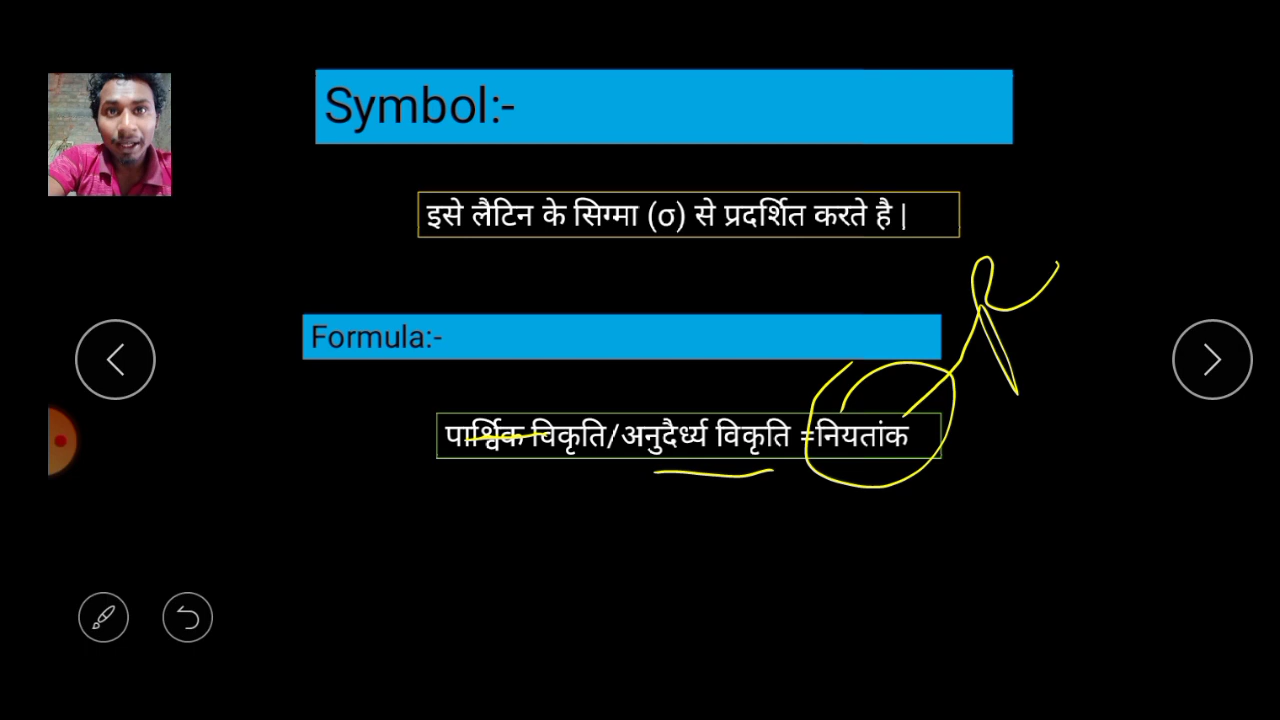 Symbol:-
इसे लैटिन के सिग्मा (σ) से प्रदर्शित करते है |
Formula:-
पार्श्विक विकृति/अनुदैर्ध्य विकृति =नियतांक